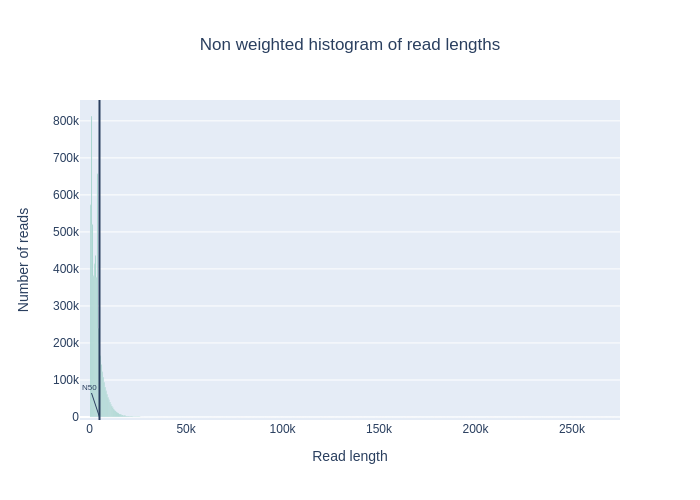 Non weighted histogram of read lengths
Number of reads
800k
700k
600k
500k
400k
300k
200k
100k
0
N50
0
50k
100k
150k
200k
250k
Read length